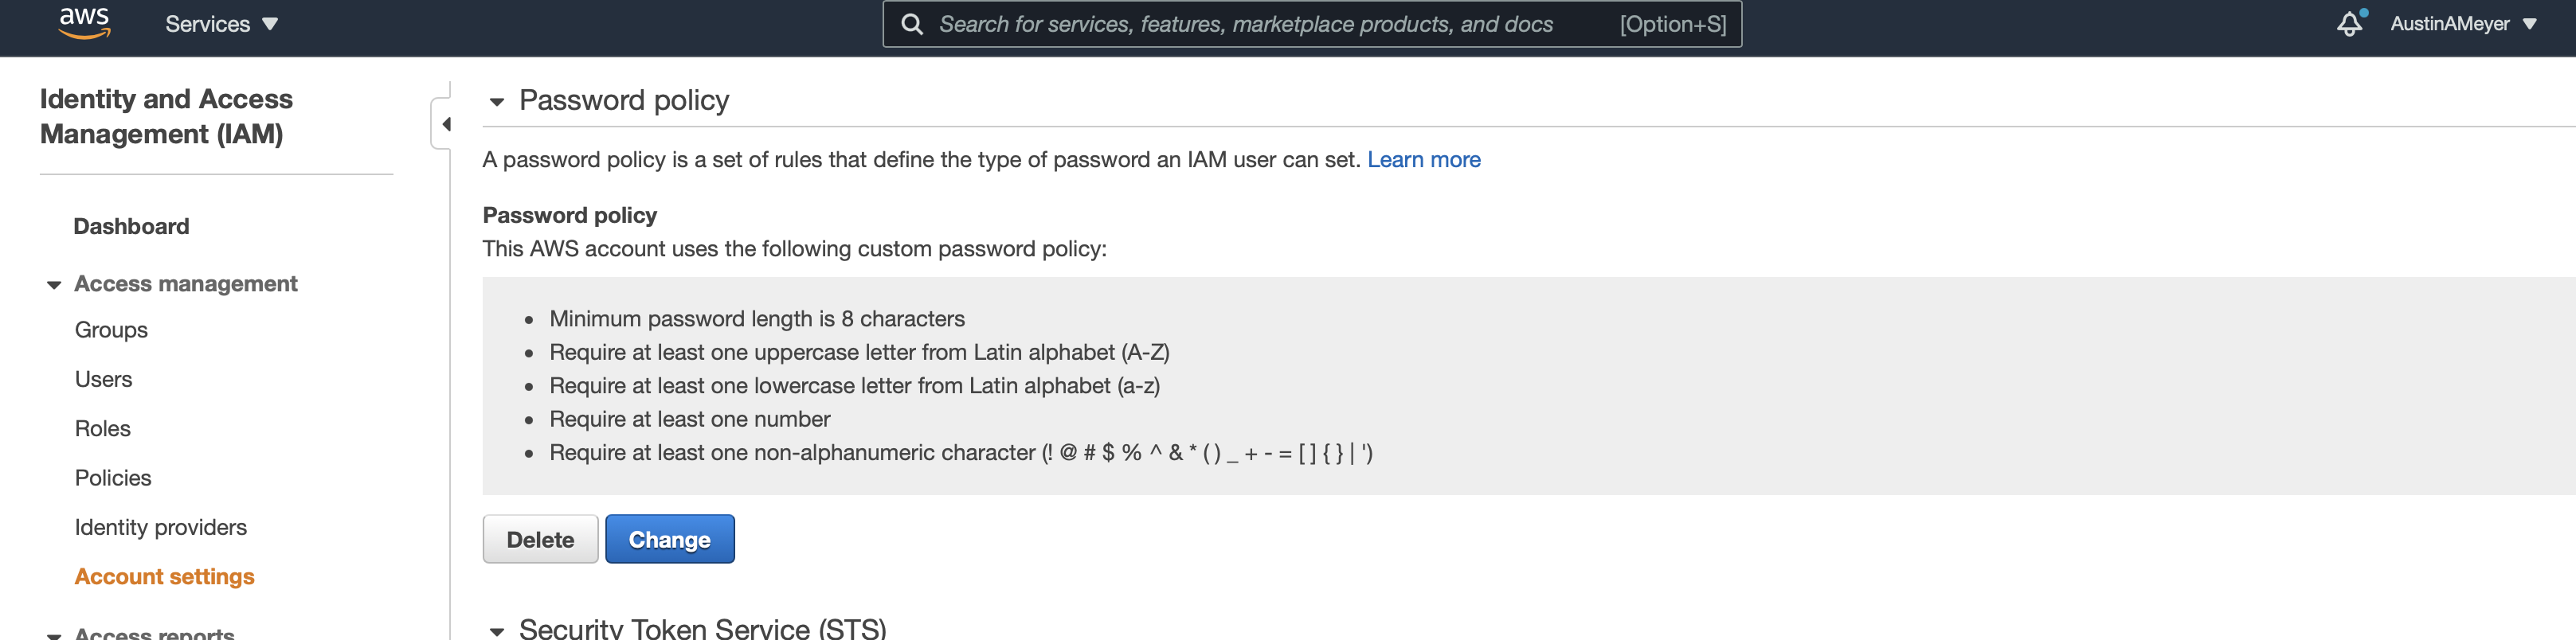 aws
Services
Search for services, features, marketplace products, and docs [Option+S]
AustinAMeyer
Identity and Access
Management (IAM)
Dashboard
Access management
Groups
Users
Roles
Policies
Identity providers
Account settings
Access reports
Password policy
A password policy is a set of rules that define the type of password an IAM user can set. Learn more
Password policy
This AWS account uses the following custom password policy:
• Minimum password length is 8 characters
• Require at least one uppercase letter from Latin alphabet (A-Z)
• Require at least one lowercase letter from Latin alphabet (a-z)
• Require at least one number
• Require at least one non-alphanumeric character (! @ # $ % ^ & * ( ) _ + - = [ ] { } | ')
Delete
Change
Security Token Service (STS)